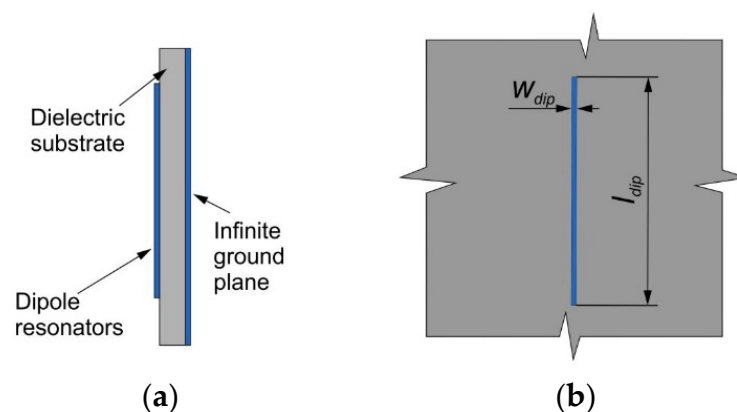 Dielectric
substrate
Infinite
ground
plane
Dipole
resonators
(a)
w_dip
l_dip
(b)